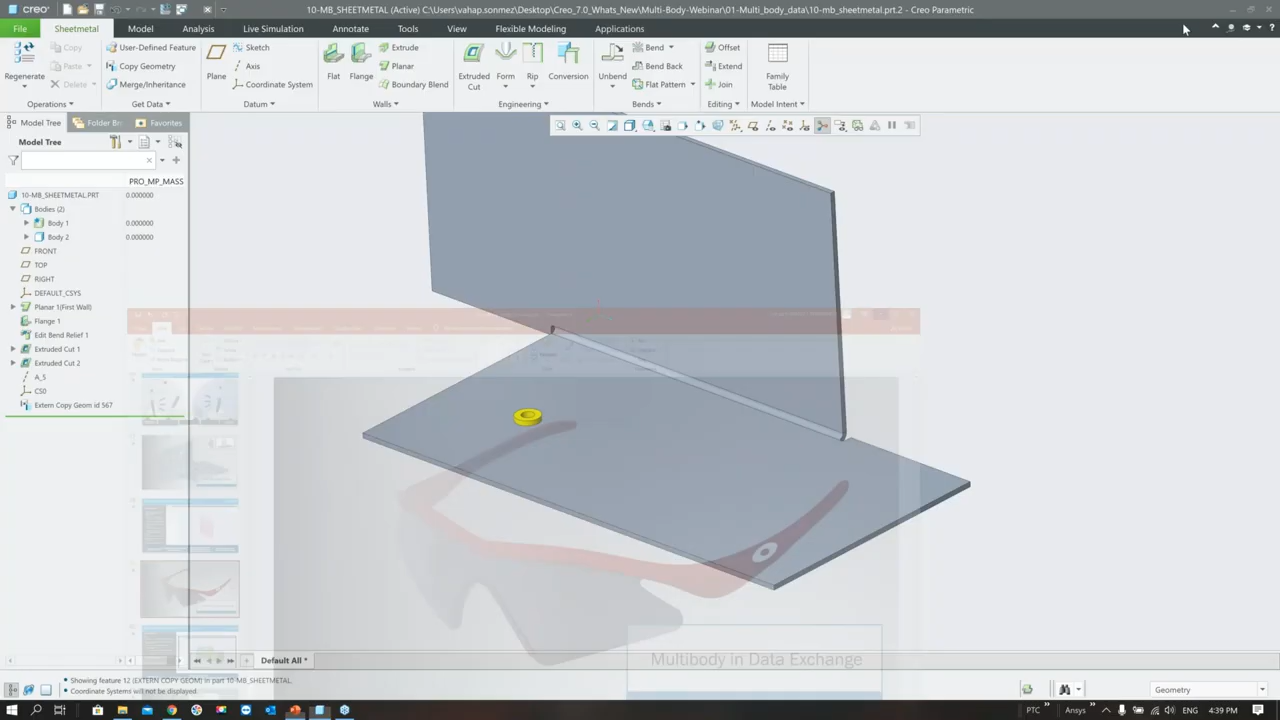 creo
10-MB_SHEETMETAL (Active) C:\Users\vahap.sonmez\Desktop\Creo_7.0_Whats_New\Multi-Body-Webinar\01-Multi_body_data\10-mb_sheetmetal.prt.2 - Creo Parametric
File Sheetmetal Model Analysis Live Simulation Annotate Tools View Flexible Modeling Applications
Regenerate
Copy
Paste
Delete
Operations
User-Defined Feature
Copy Geometry
Merge/Inheritance
Get Data
Plane
Sketch
Axis
Coordinate System
Datum
Flat
Flange
Extrude
Planar
Boundary Blend
Walls
Extruded
Cut
Form
Rip
Conversion
Engineering
Unbend
Bend
Bend Back
Flat Pattern
Bends
Offset
Extend
Join
Editing
Family
Table
Model Intent
Model Tree Folder Br Favorites
Model Tree
PRO_MP_MASS
10-MB_SHEETMETAL.PRT 0.000000
Bodies (2)
Body 1 0.000000
Body 2 0.000000
FRONT
TOP
RIGHT
DEFAULT_CSYS
Planar 1(First Wall)
Flange 1
Edit Bend Relief 1
Extruded Cut 1
Extruded Cut 2
A_5
CS0
Extern Copy Geom id 567
Multibody in Data Exchange
Default All *
Showing feature 12 (EXTERN COPY GEOM) in part 10-MB_SHEETMETAL.
Coordinate Systems will not be displayed.
Geometry
PTC Ansys ENG 4:39 PM